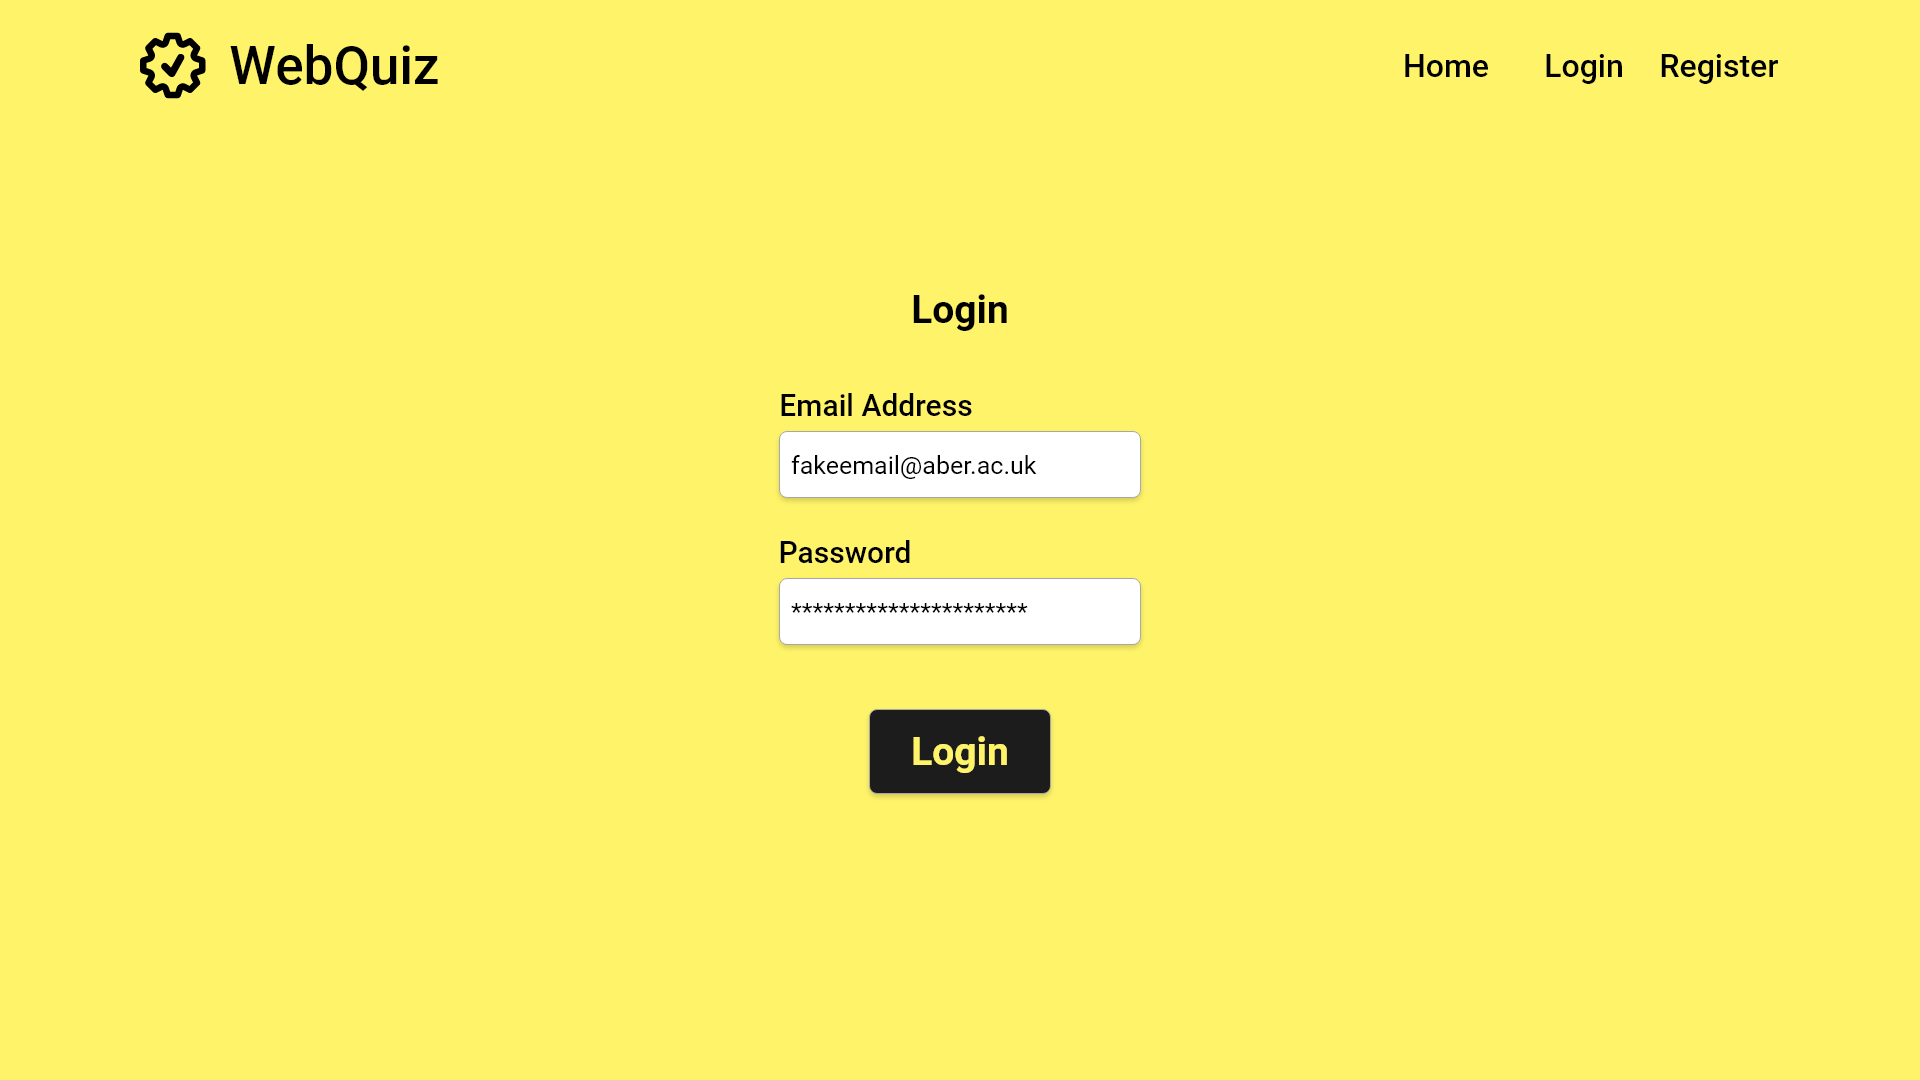 WebQuiz
Home Login Register
Login
Email Address
fakeemail@aber.ac.uk
Password
**********************
Login